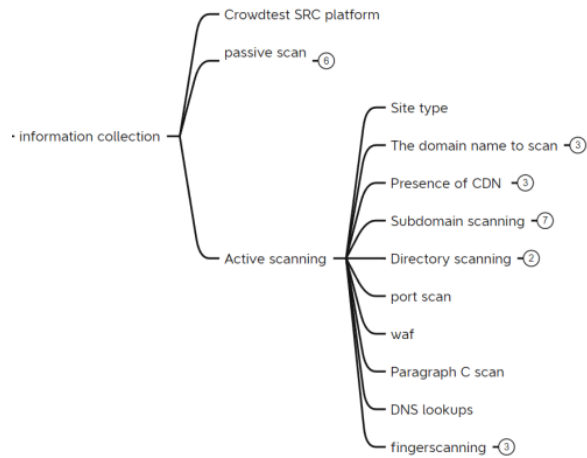 Crowdtest SRC platform
passive scan 6
· information collection
Site type
The domain name to scan 3
Presence of CDN 3
Subdomain scanning 7
Active scanning
Directory scanning 2
port scan
waf
Paragraph C scan
DNS lookups
fingerscanning 3